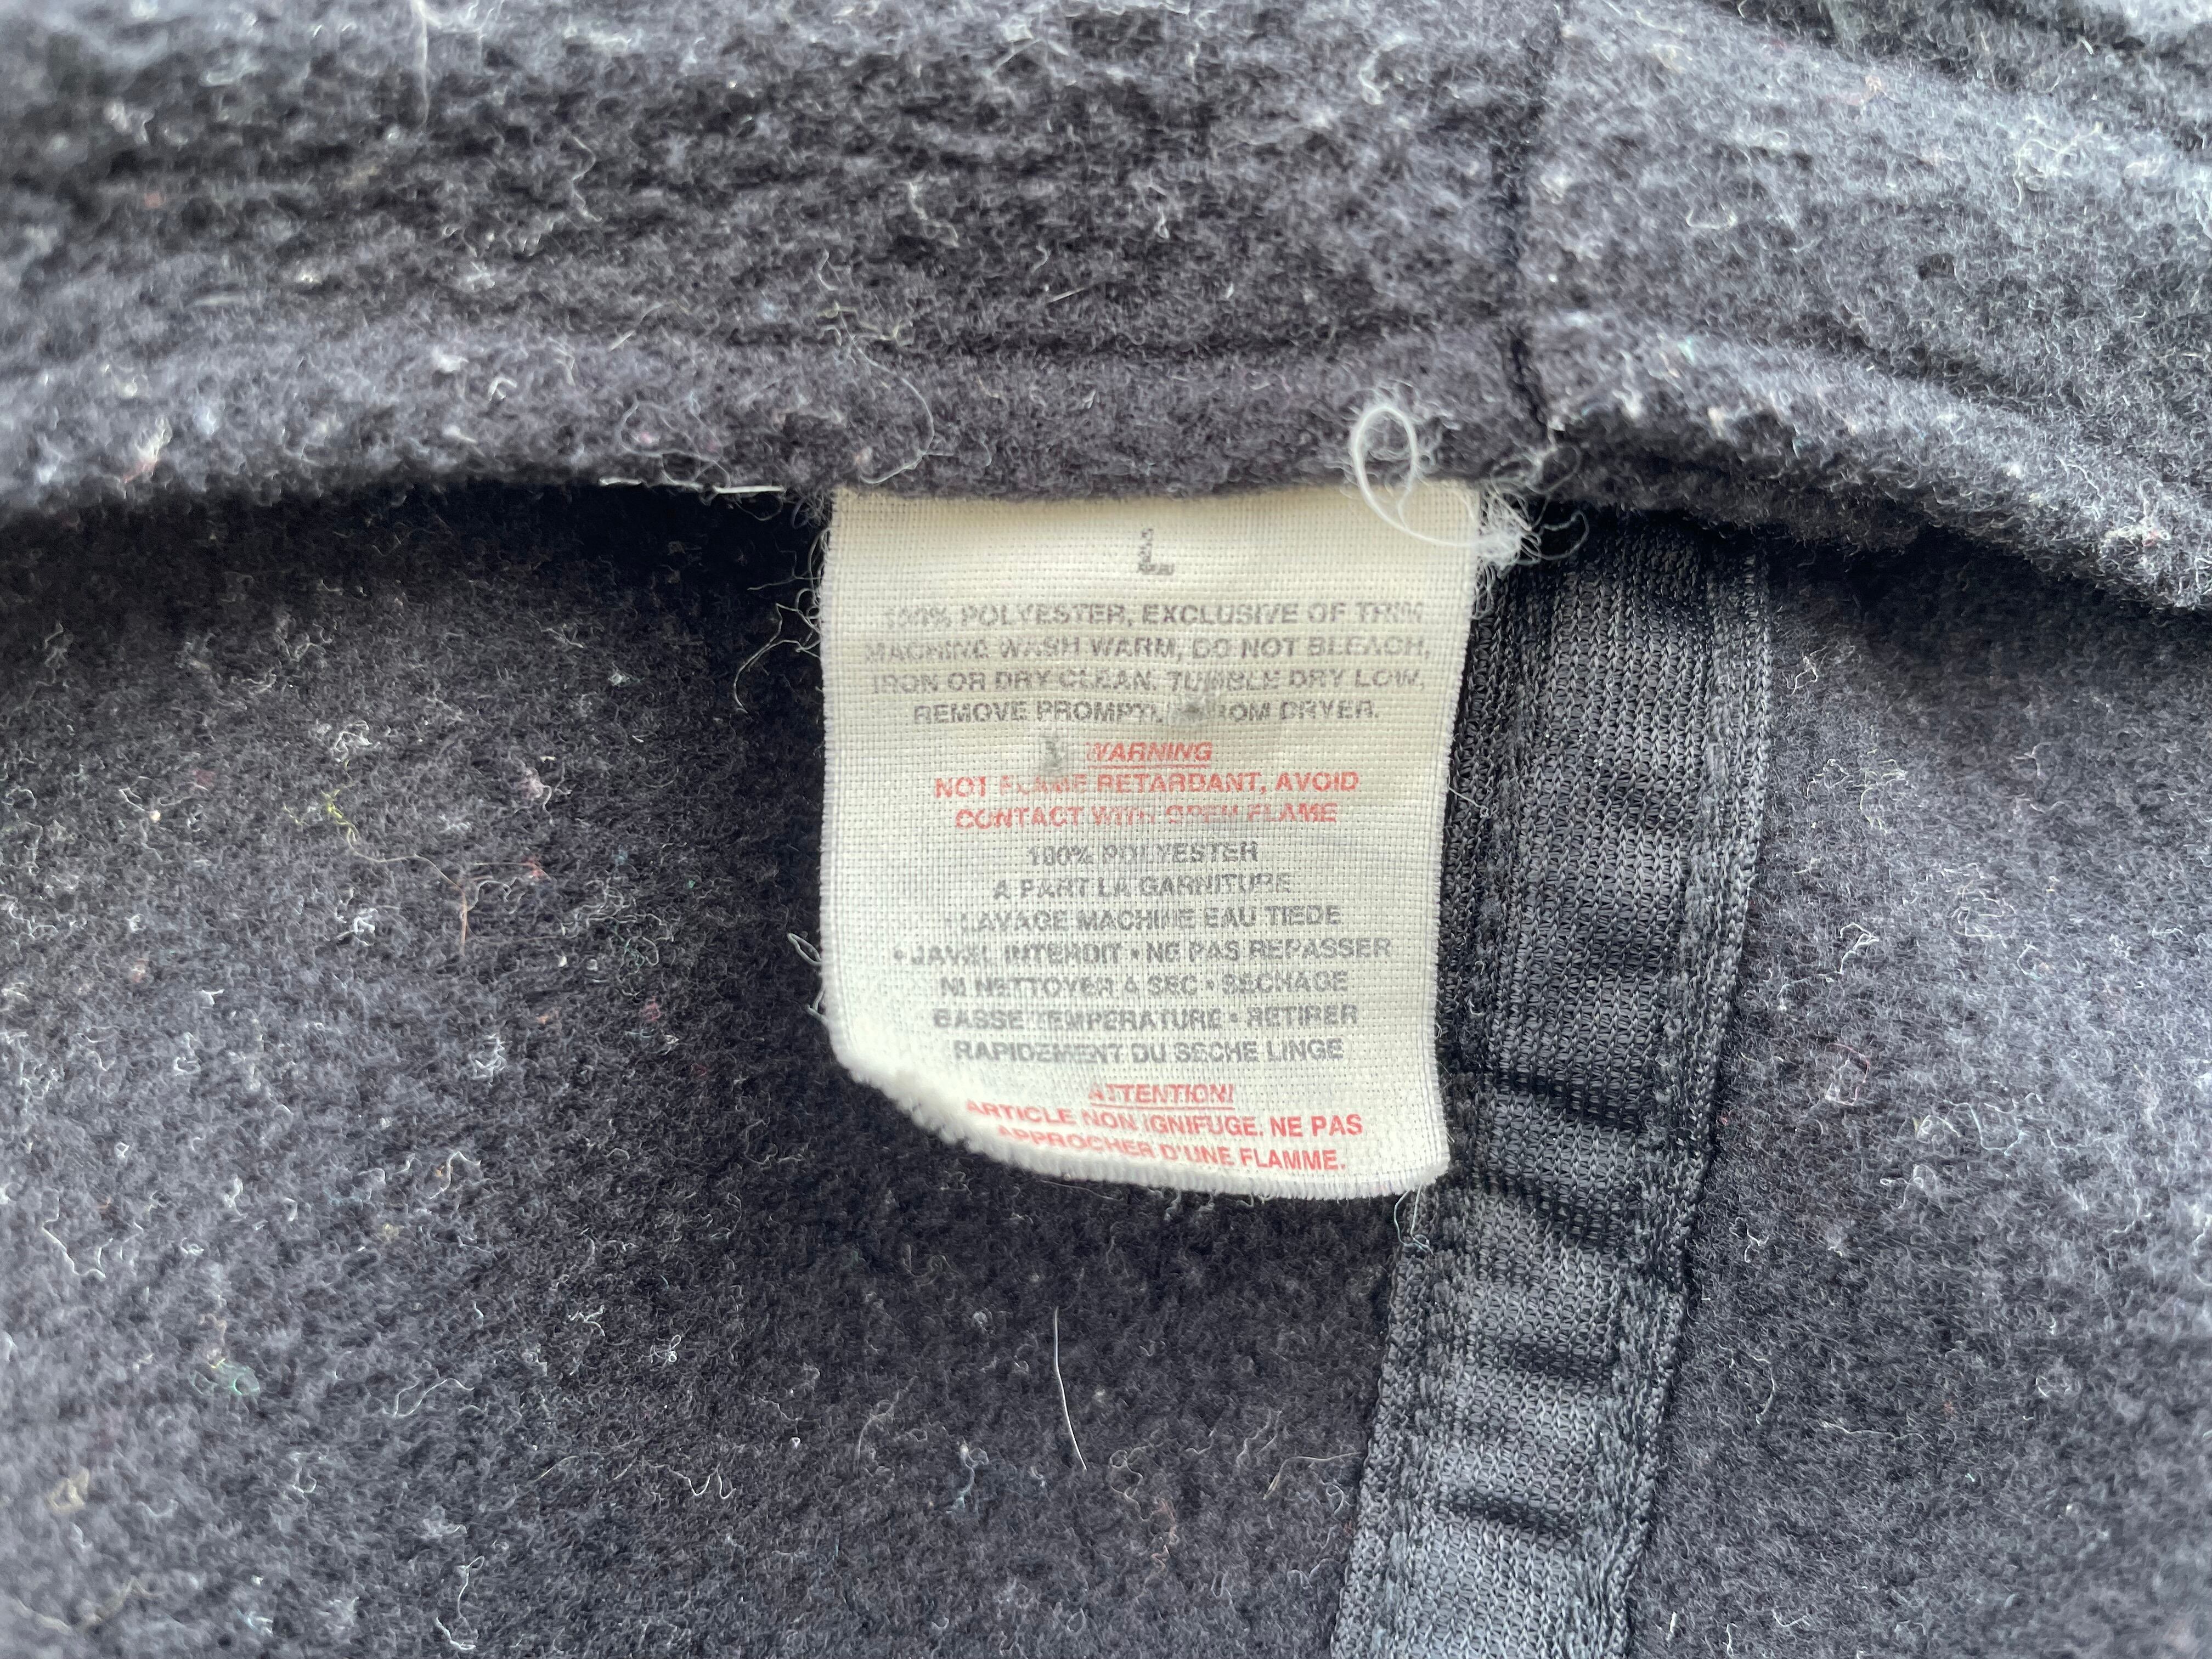 L
100% POLYESTER, EXCLUSIVE OF TRIM
MACHINE WASH WARM, DO NOT BLEACH,
IRON OR DRY CLEAN. TUMBLE DRY LOW,
REMOVE PROMPTLY FROM DRYER.
WARNING
NOT FLAME RETARDANT, AVOID
CONTACT WITH OPEN FLAME
100% POLYESTER
A PART LA GARNITURE
LAVAGE MACHINE EAU TIEDE
• JAVEL INTERDIT • NE PAS REPASSER
NI NETTOYER A SEC • SECHAGE
BASSE TEMPERATURE • RETIRER
RAPIDEMENT DU SECHE LINGE
ATTENTION!
ARTICLE NON IGNIFUGE. NE PAS
APPROCHER D'UNE FLAMME.